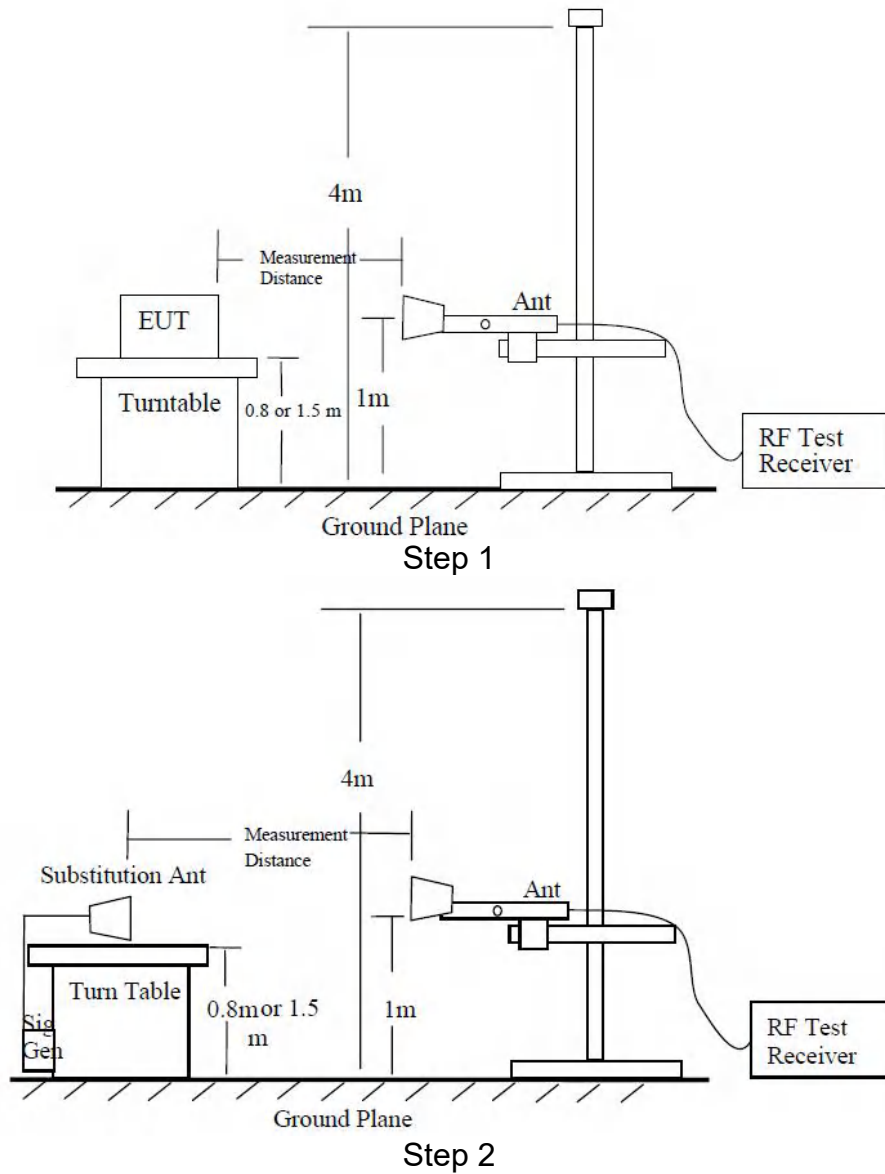 4m
Measurement
Distance
Ant
EUT
Turntable
0.8 or 1.5 m
1m
RF Test
Receiver
Ground Plane
Step 1
4m
Measurement
Distance
Substitution Ant
Ant
Turn Table
0.8m or 1.5
m
1m
Sig
Gen
RF Test
Receiver
Ground Plane
Step 2